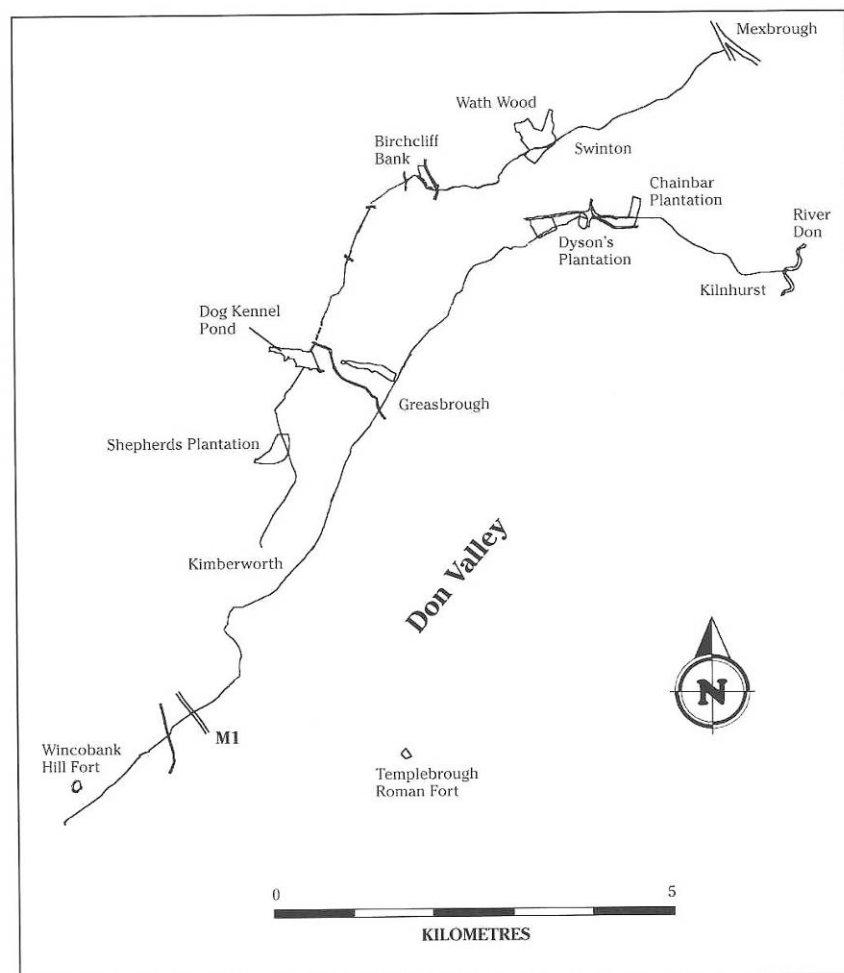 Mexbrough
Wath Wood
Birchcliff
Bank
Swinton
Chainbar
Plantation
River
Don
Dyson's
Plantation
Kilnhurst
Dog Kennel
Pond
Greasbrough
Shepherds Plantation
Kimberworth
Don Valley
N
M1
Wincobank
Hill Fort
Templebrough
Roman Fort
0
5
KILOMETRES